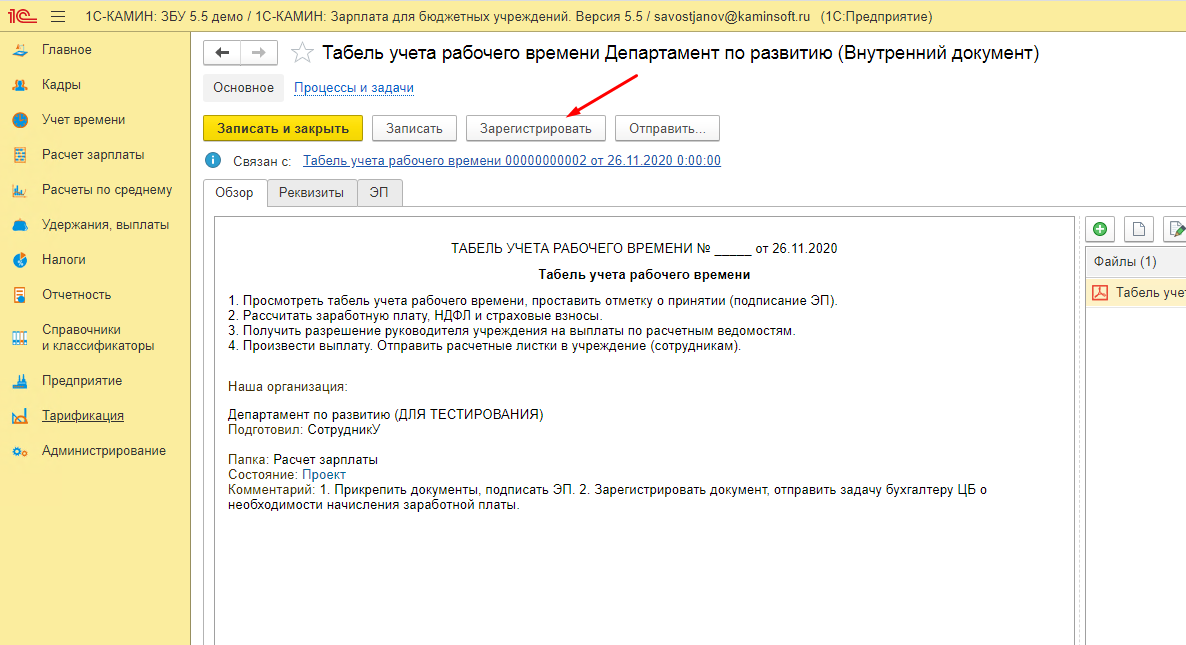 1С-КАМИН: ЗБУ 5.5 демо / 1С-КАМИН: Зарплата для бюджетных учреждений. Версия 5.5 / savostjanov@kaminsoft.ru (1С:Предприятие)
Главное
Кадры
Учет времени
Расчет зарплаты
Расчеты по среднему
Удержания, выплаты
Налоги
Отчетность
Справочники
и классификаторы
Предприятие
Тарификация
Администрирование
Табель учета рабочего времени Департамент по развитию (Внутренний документ)
Основное Процессы и задачи
Записать и закрыть Записать Зарегистрировать Отправить...
Связан с: Табель учета рабочего времени 00000000002 от 26.11.2020 0:00:00
Обзор Реквизиты ЭП
ТАБЕЛЬ УЧЕТА РАБОЧЕГО ВРЕМЕНИ № _____ от 26.11.2020
Табель учета рабочего времени
1. Просмотреть табель учета рабочего времени, проставить отметку о принятии (подписание ЭП).
2. Рассчитать заработную плату, НДФЛ и страховые взносы.
3. Получить разрешение руководителя учреждения на выплаты по расчетным ведомостям.
4. Произвести выплату. Отправить расчетные листки в учреждение (сотрудникам).
Наша организация:
Департамент по развитию (ДЛЯ ТЕСТИРОВАНИЯ)
Подготовил: СотрудникУ
Папка: Расчет зарплаты
Состояние: Проект
Комментарий: 1. Прикрепить документы, подписать ЭП. 2. Зарегистрировать документ, отправить задачу бухгалтеру ЦБ о
необходимости начисления заработной платы.
Файлы (1)
Табель уче